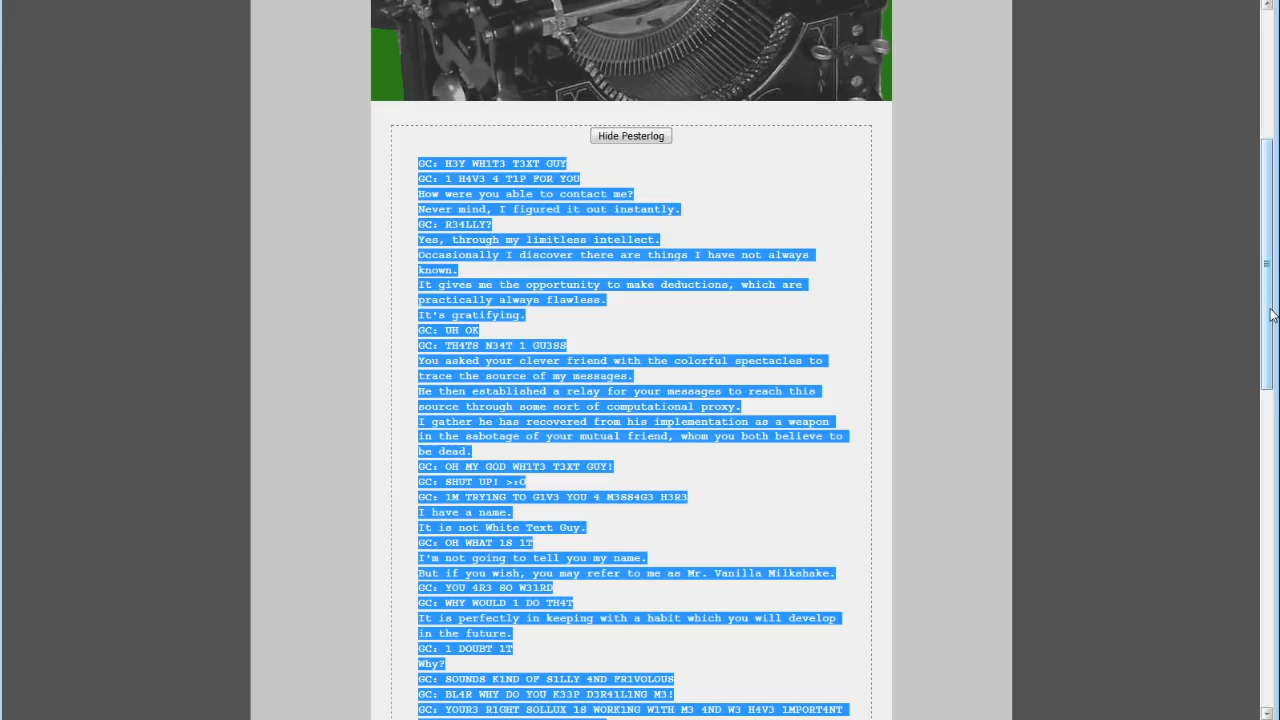 Hide Pesterlog
GC: H3Y WH1T3 T3XT GUY
GC: 1 H4V3 4 T1P FOR YOU
How were you able to contact me?
Never mind, I figured it out instantly.
GC: R34LLY?
Yes, through my limitless intellect.
Occasionally I discover there are things I have not always
known.
It gives me the opportunity to make deductions, which are
practically always flawless.
It's gratifying.
GC: UH OK
GC: TH4TS N34T 1 GU3SS
You asked your clever friend with the colorful spectacles to
trace the source of my messages.
He then established a relay for your messages to reach this
source through some sort of computational proxy.
I gather he has recovered from his implementation as a weapon
in the sabotage of your mutual friend, whom you both believe to
be dead.
GC: OH MY GOD WH1T3 T3XT GUY!
GC: SHUT UP! >:O
GC: 1M TRY1NG TO G1V3 YOU 4 M3SS4G3 H3R3
I have a name.
It is not White Text Guy.
GC: OH WHAT 1S 1T
I'm not going to tell you my name.
But if you wish, you may refer to me as Mr. Vanilla Milkshake.
GC: YOU 4R3 SO W31RD
GC: WHY WOULD 1 DO TH4T
It is perfectly in keeping with a habit which you will develop
in the future.
GC: 1 DOUBT 1T
Why?
GC: SOUNDS K1ND OF S1LLY 4ND FR1VOLOUS
GC: BL4R WHY DO YOU K33P D3R41L1NG M3!
GC: YOUR3 R1GHT SOLLUX 1S WORK1NG W1TH M3 4ND W3 H4V3 1MPORT4NT